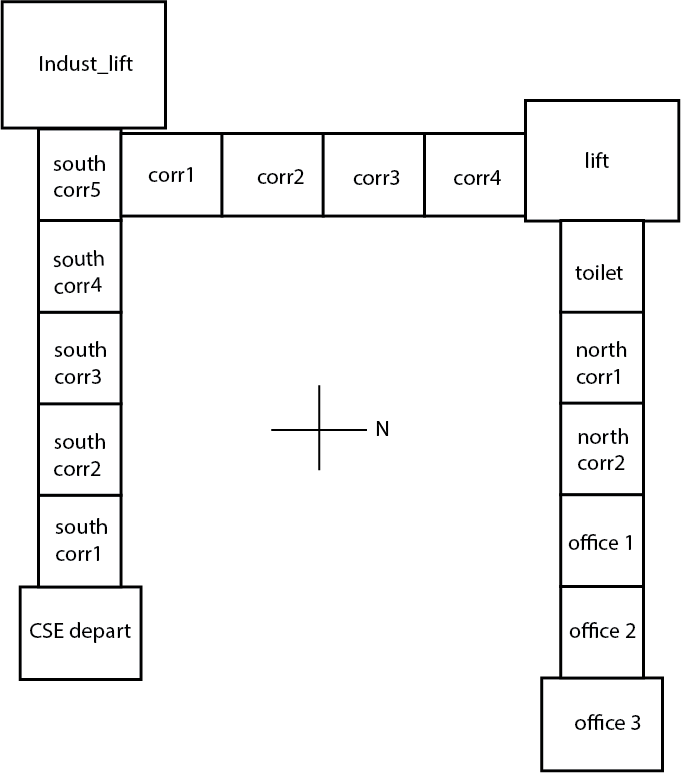 Indust_lift
south
corr5
corr1
corr2
corr3
corr4
lift
south
corr4
toilet
south
corr3
north
corr1
N
south
corr2
north
corr2
south
corr1
office 1
CSE depart
office 2
office 3